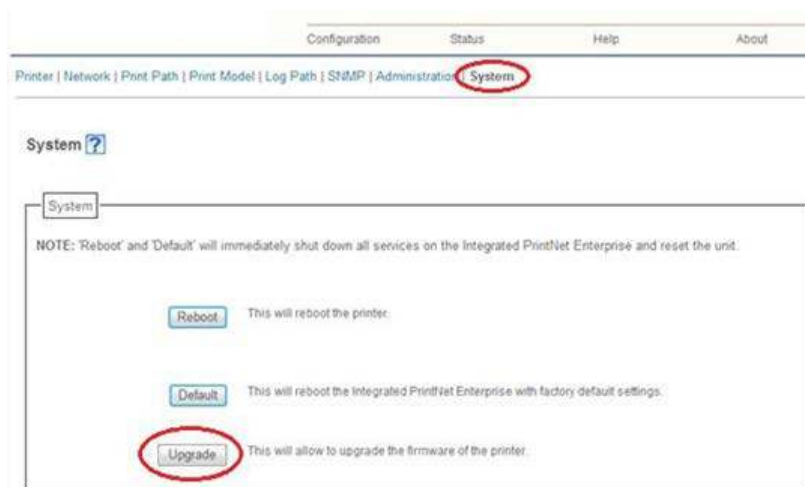 Configuration Status Help About
Printer | Network | Print Path | Print Model | Log Path | SNMP | Administration | System
System ?
System
NOTE: 'Reboot' and 'Default' will immediately shut down all services on the Integrated PrintNet Enterprise and reset the unit.
Reboot This will reboot the printer.
Default This will reboot the Integrated PrintNet Enterprise with factory default settings.
Upgrade This will allow to upgrade the firmware of the printer.